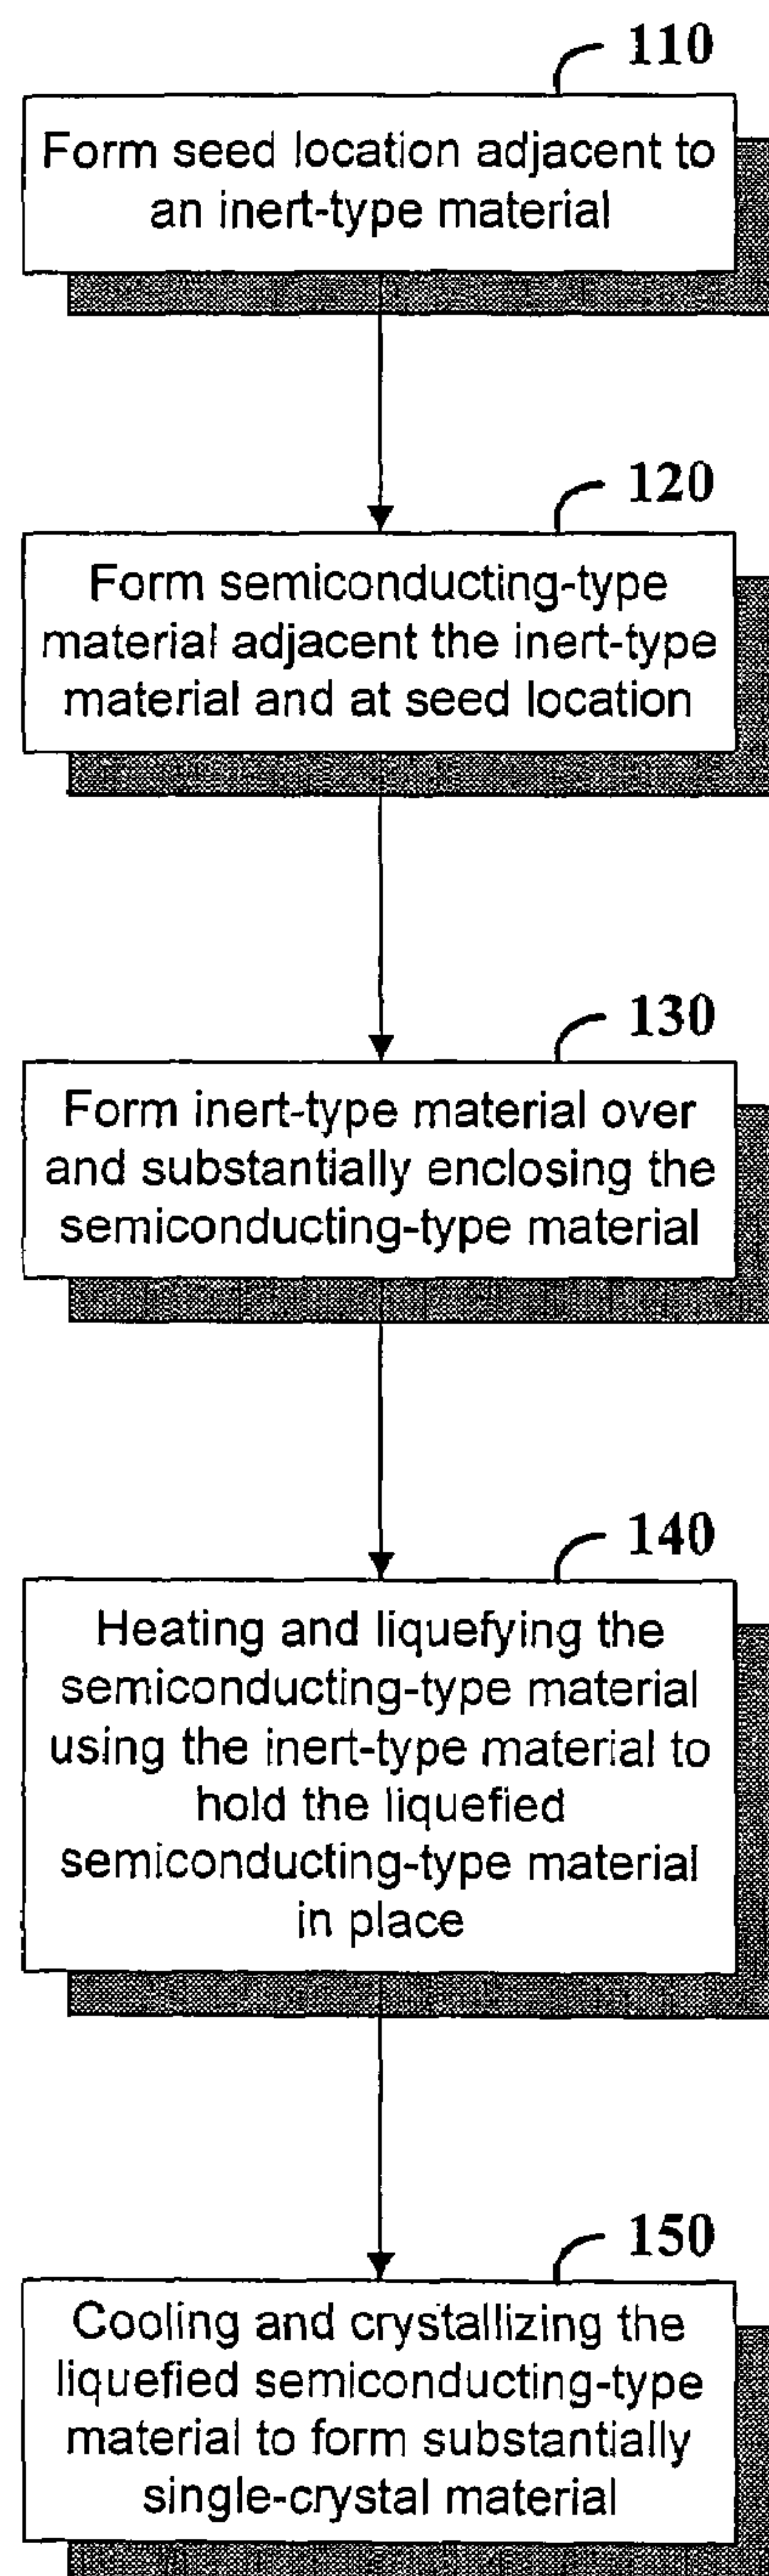 110
Form seed location adjacent to
an inert-type material
120
Form semiconducting-type
material adjacent the inert-type
material and at seed location
130
Form inert-type material over
and substantially enclosing the
semiconducting-type material
140
Heating and liquefying the
semiconducting-type material
using the inert-type material to
hold the liquefied
semiconducting-type material
in place
150
Cooling and crystallizing the
liquefied semiconducting-type
material to form substantially
single-crystal material